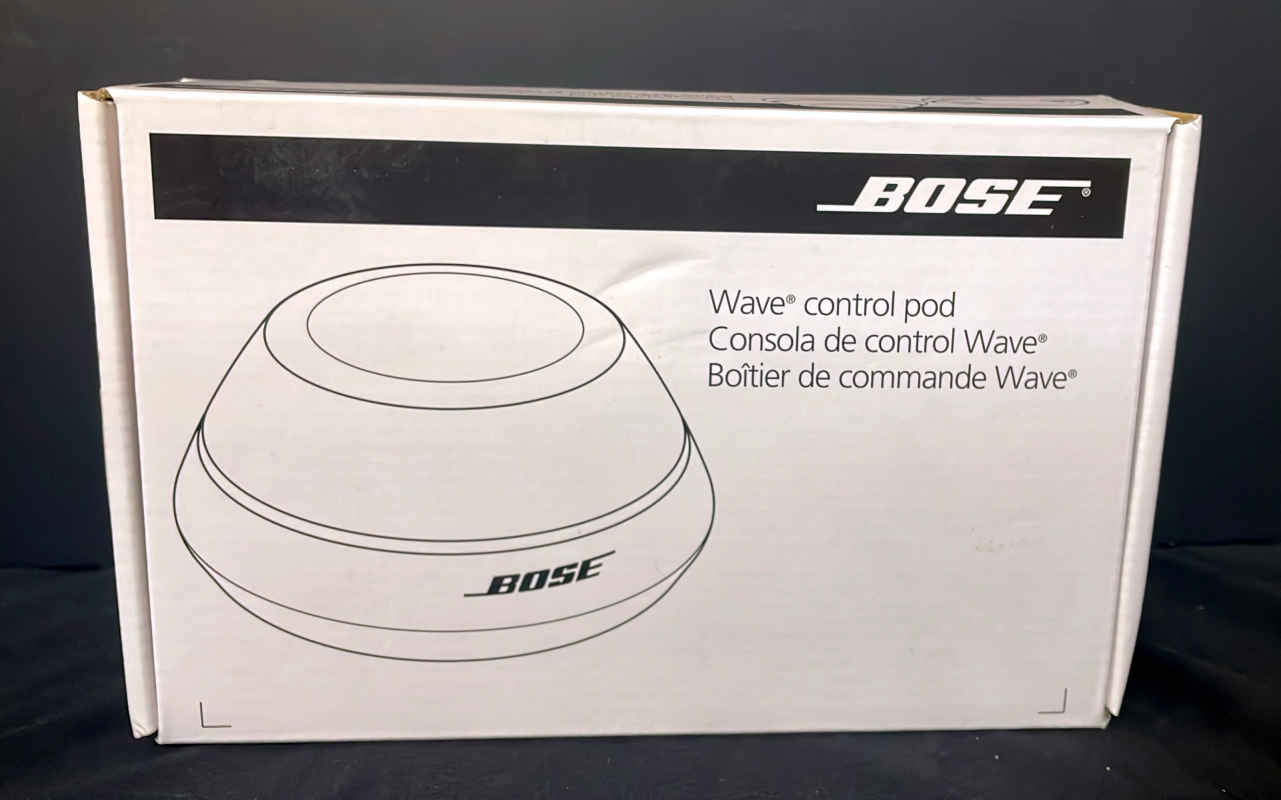 BOSE®
Wave® control pod
Consola de control Wave®
Boîtier de commande Wave®
BOSE